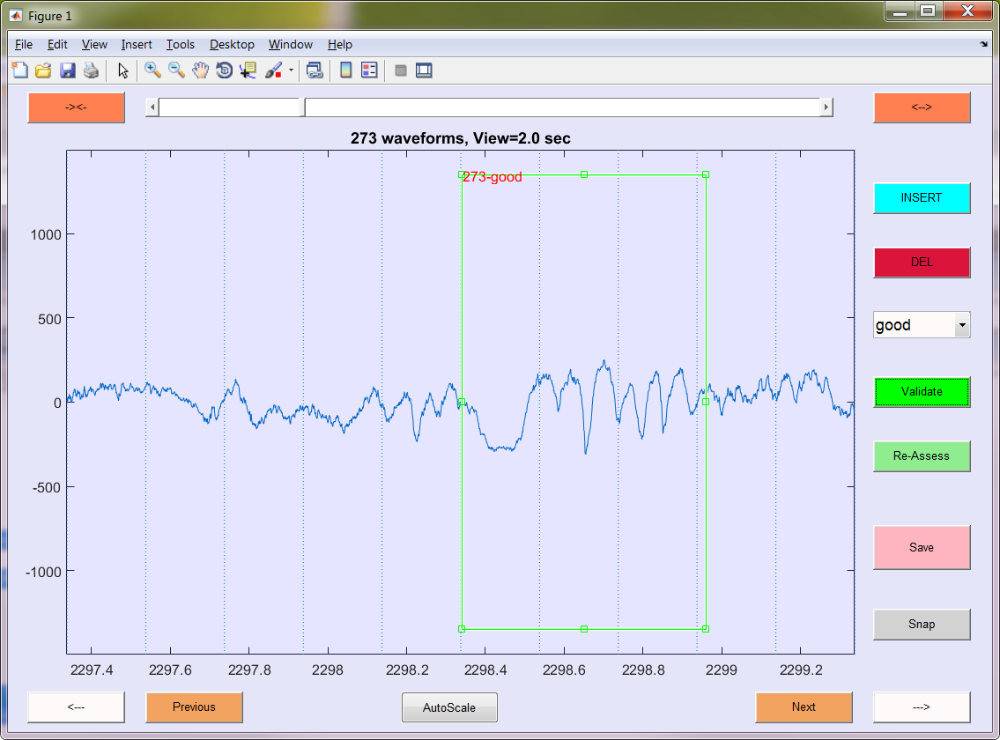 Figure 1
File Edit View Insert Tools Desktop Window Help
-><-
<-->
273 waveforms, View=2.0 sec
273-good
1000
500
0
-500
-1000
2297.4 2297.6 2297.8 2298 2298.2 2298.4 2298.6 2298.8 2299 2299.2
INSERT
DEL
good
Validate
Re-Assess
Save
Snap
<--- Previous AutoScale Next --->